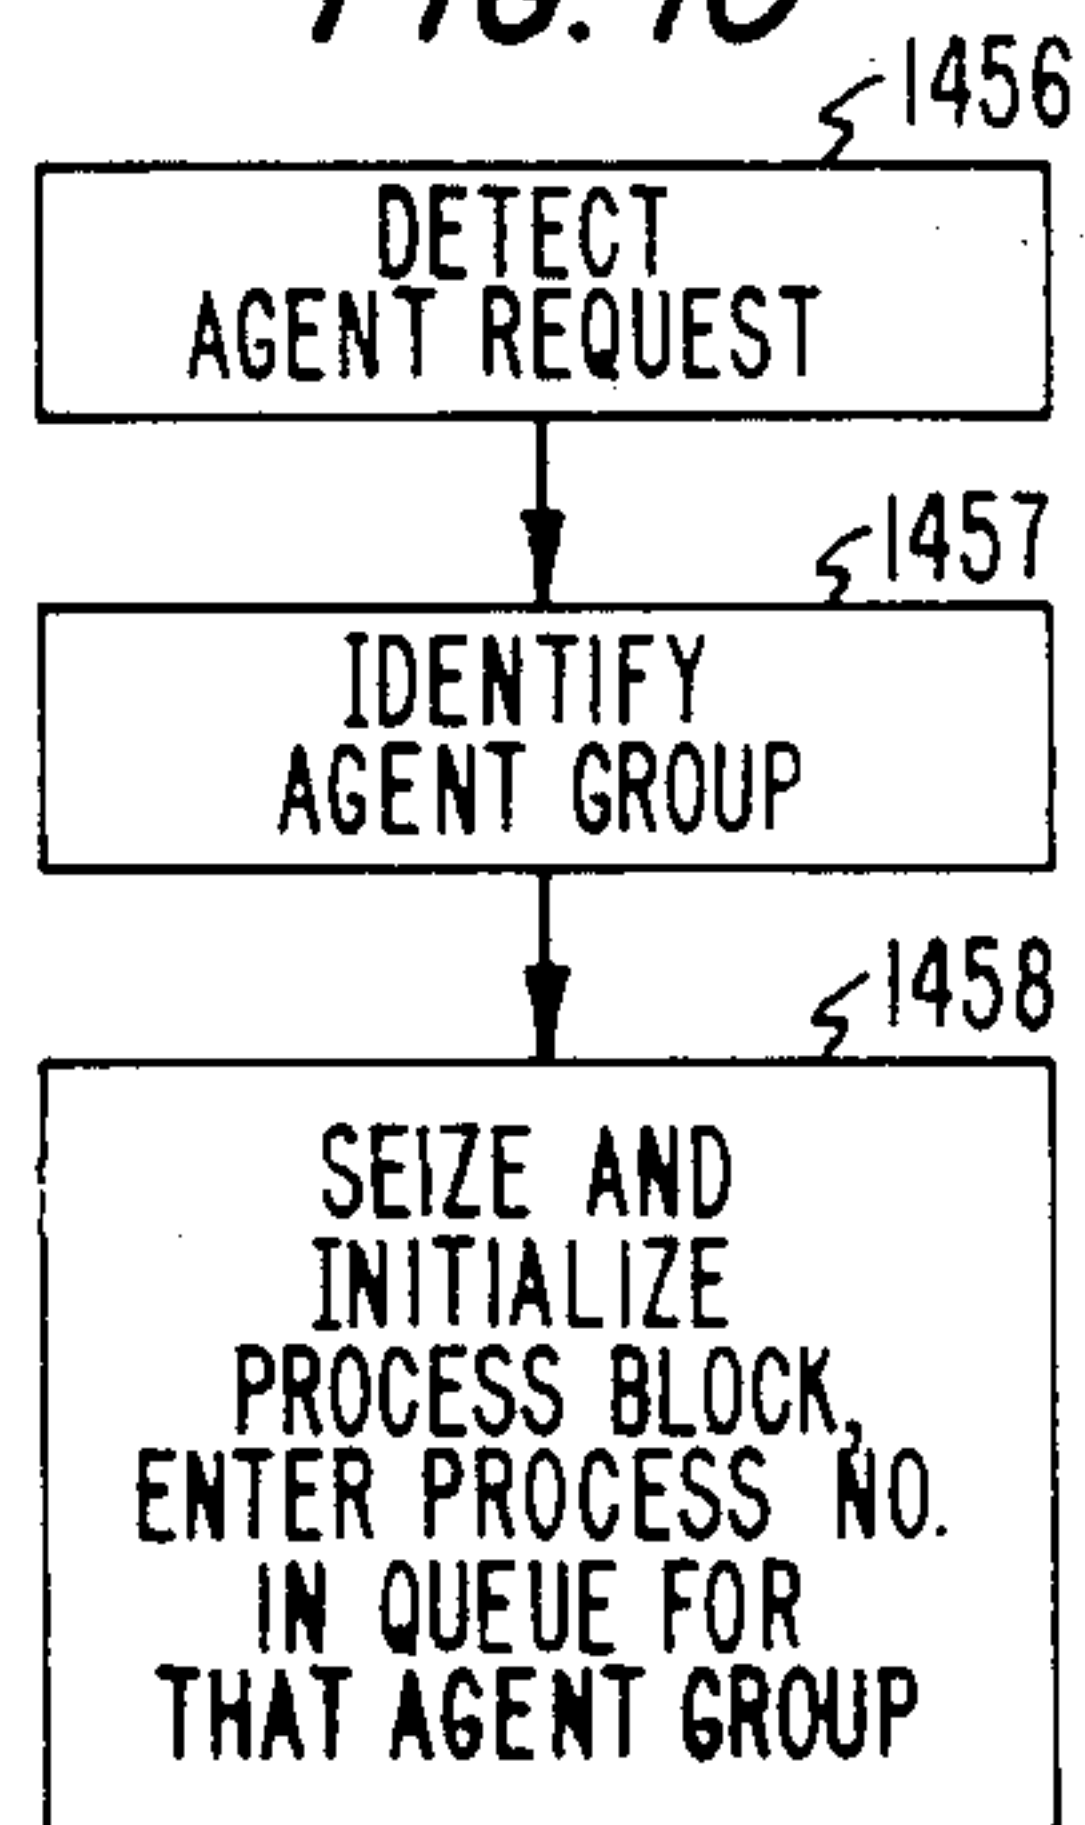 1456
DETECT
AGENT REQUEST
1457
IDENTIFY
AGENT GROUP
1458
SEIZE AND
INITIALIZE
PROCESS BLOCK,
ENTER PROCESS NO.
IN QUEUE FOR
THAT AGENT GROUP